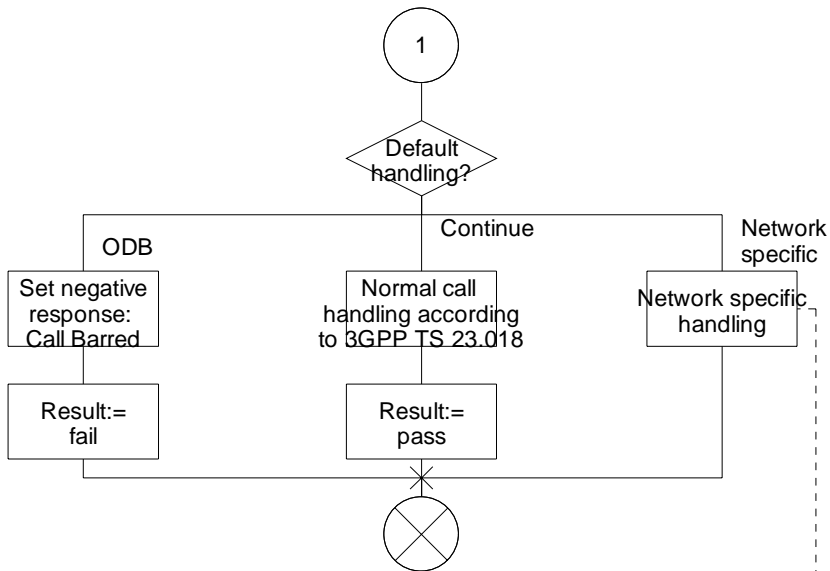 1
Default
handling?
ODB
Continue
Network
specific
Set negative
response:
Call Barred
Normal call
handling according
to 3GPP TS 23.018
Network specific
handling
Result:=
fail
Result:=
pass